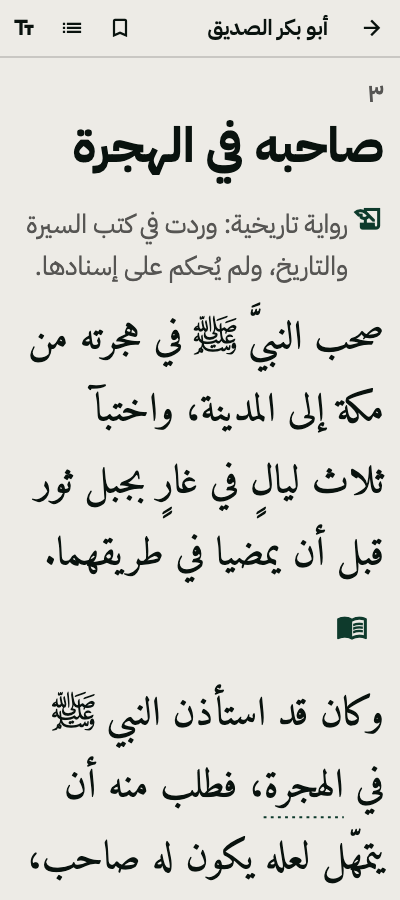 أبو بكر الصديق
٣
صاحبه في الهجرة
رواية تاريخية: وردت في كتب السيرة
والتاريخ، ولم يُحكم على إسنادها.
صحب النبيَّ ﷺ في هجرته من
مكة إلى المدينة، واختبآ
ثلاث ليالٍ في غارٍ بجبل ثور
قبل أن يمضيا في طريقهما.
وكان قد استأذن النبي ﷺ
في الهجرة، فطلب منه أن
يتمهّل لعله يكون له صاحب،